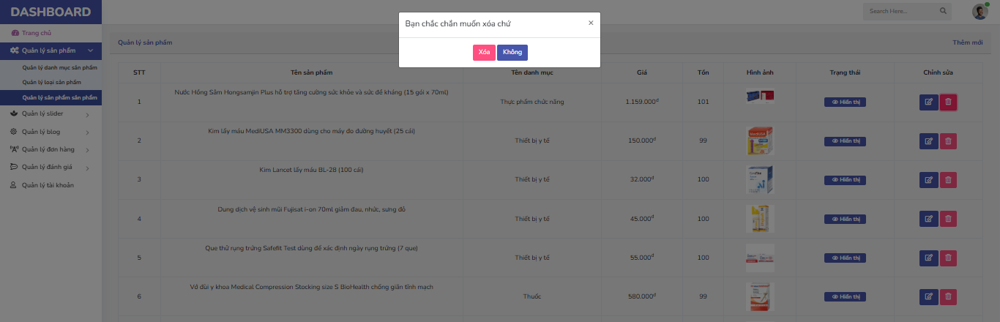 DASHBOARD
Search Here...
Bạn chắc chắn muốn xóa chứ
×
Xóa
Không
Trang chủ
Quản lý sản phẩm
Quản lý danh mục sản phẩm
Quản lý loại sản phẩm
Quản lý sản phẩm sản phẩm
Quản lý slider
Quản lý blog
Quản lý đơn hàng
Quản lý đánh giá
Quản lý tài khoản
Quản lý sản phẩm
Thêm mới
STT Tên sản phẩm Tên danh mục Giá Tồn Hình ảnh Trạng thái Chỉnh sửa
1 Nước Hồng Sâm Hongsamjin Plus hỗ trợ tăng cường sức khỏe và sức đề kháng (15 gói x 70ml) Thực phẩm chức năng 1.159.000đ 101 Hiển thị
2 Kim lấy máu MediUSA MM3300 dùng cho máy đo đường huyết (25 cái) Thiết bị y tế 150.000đ 99 Hiển thị
3 Kim Lancet lấy máu BL-28 (100 cái) Thiết bị y tế 32.000đ 100 Hiển thị
4 Dung dịch vệ sinh mũi Fujisat i-on 70ml giảm đau, nhức, sưng đỏ Thiết bị y tế 45.000đ 100 Hiển thị
5 Que thử rụng trứng Safefit Test dùng để xác định ngày rụng trứng (7 que) Thiết bị y tế 55.000đ 100 Hiển thị
6 Vớ đùi y khoa Medical Compression Stocking size S BioHealth chống giãn tĩnh mạch Thuốc 580.000đ 99 Hiển thị